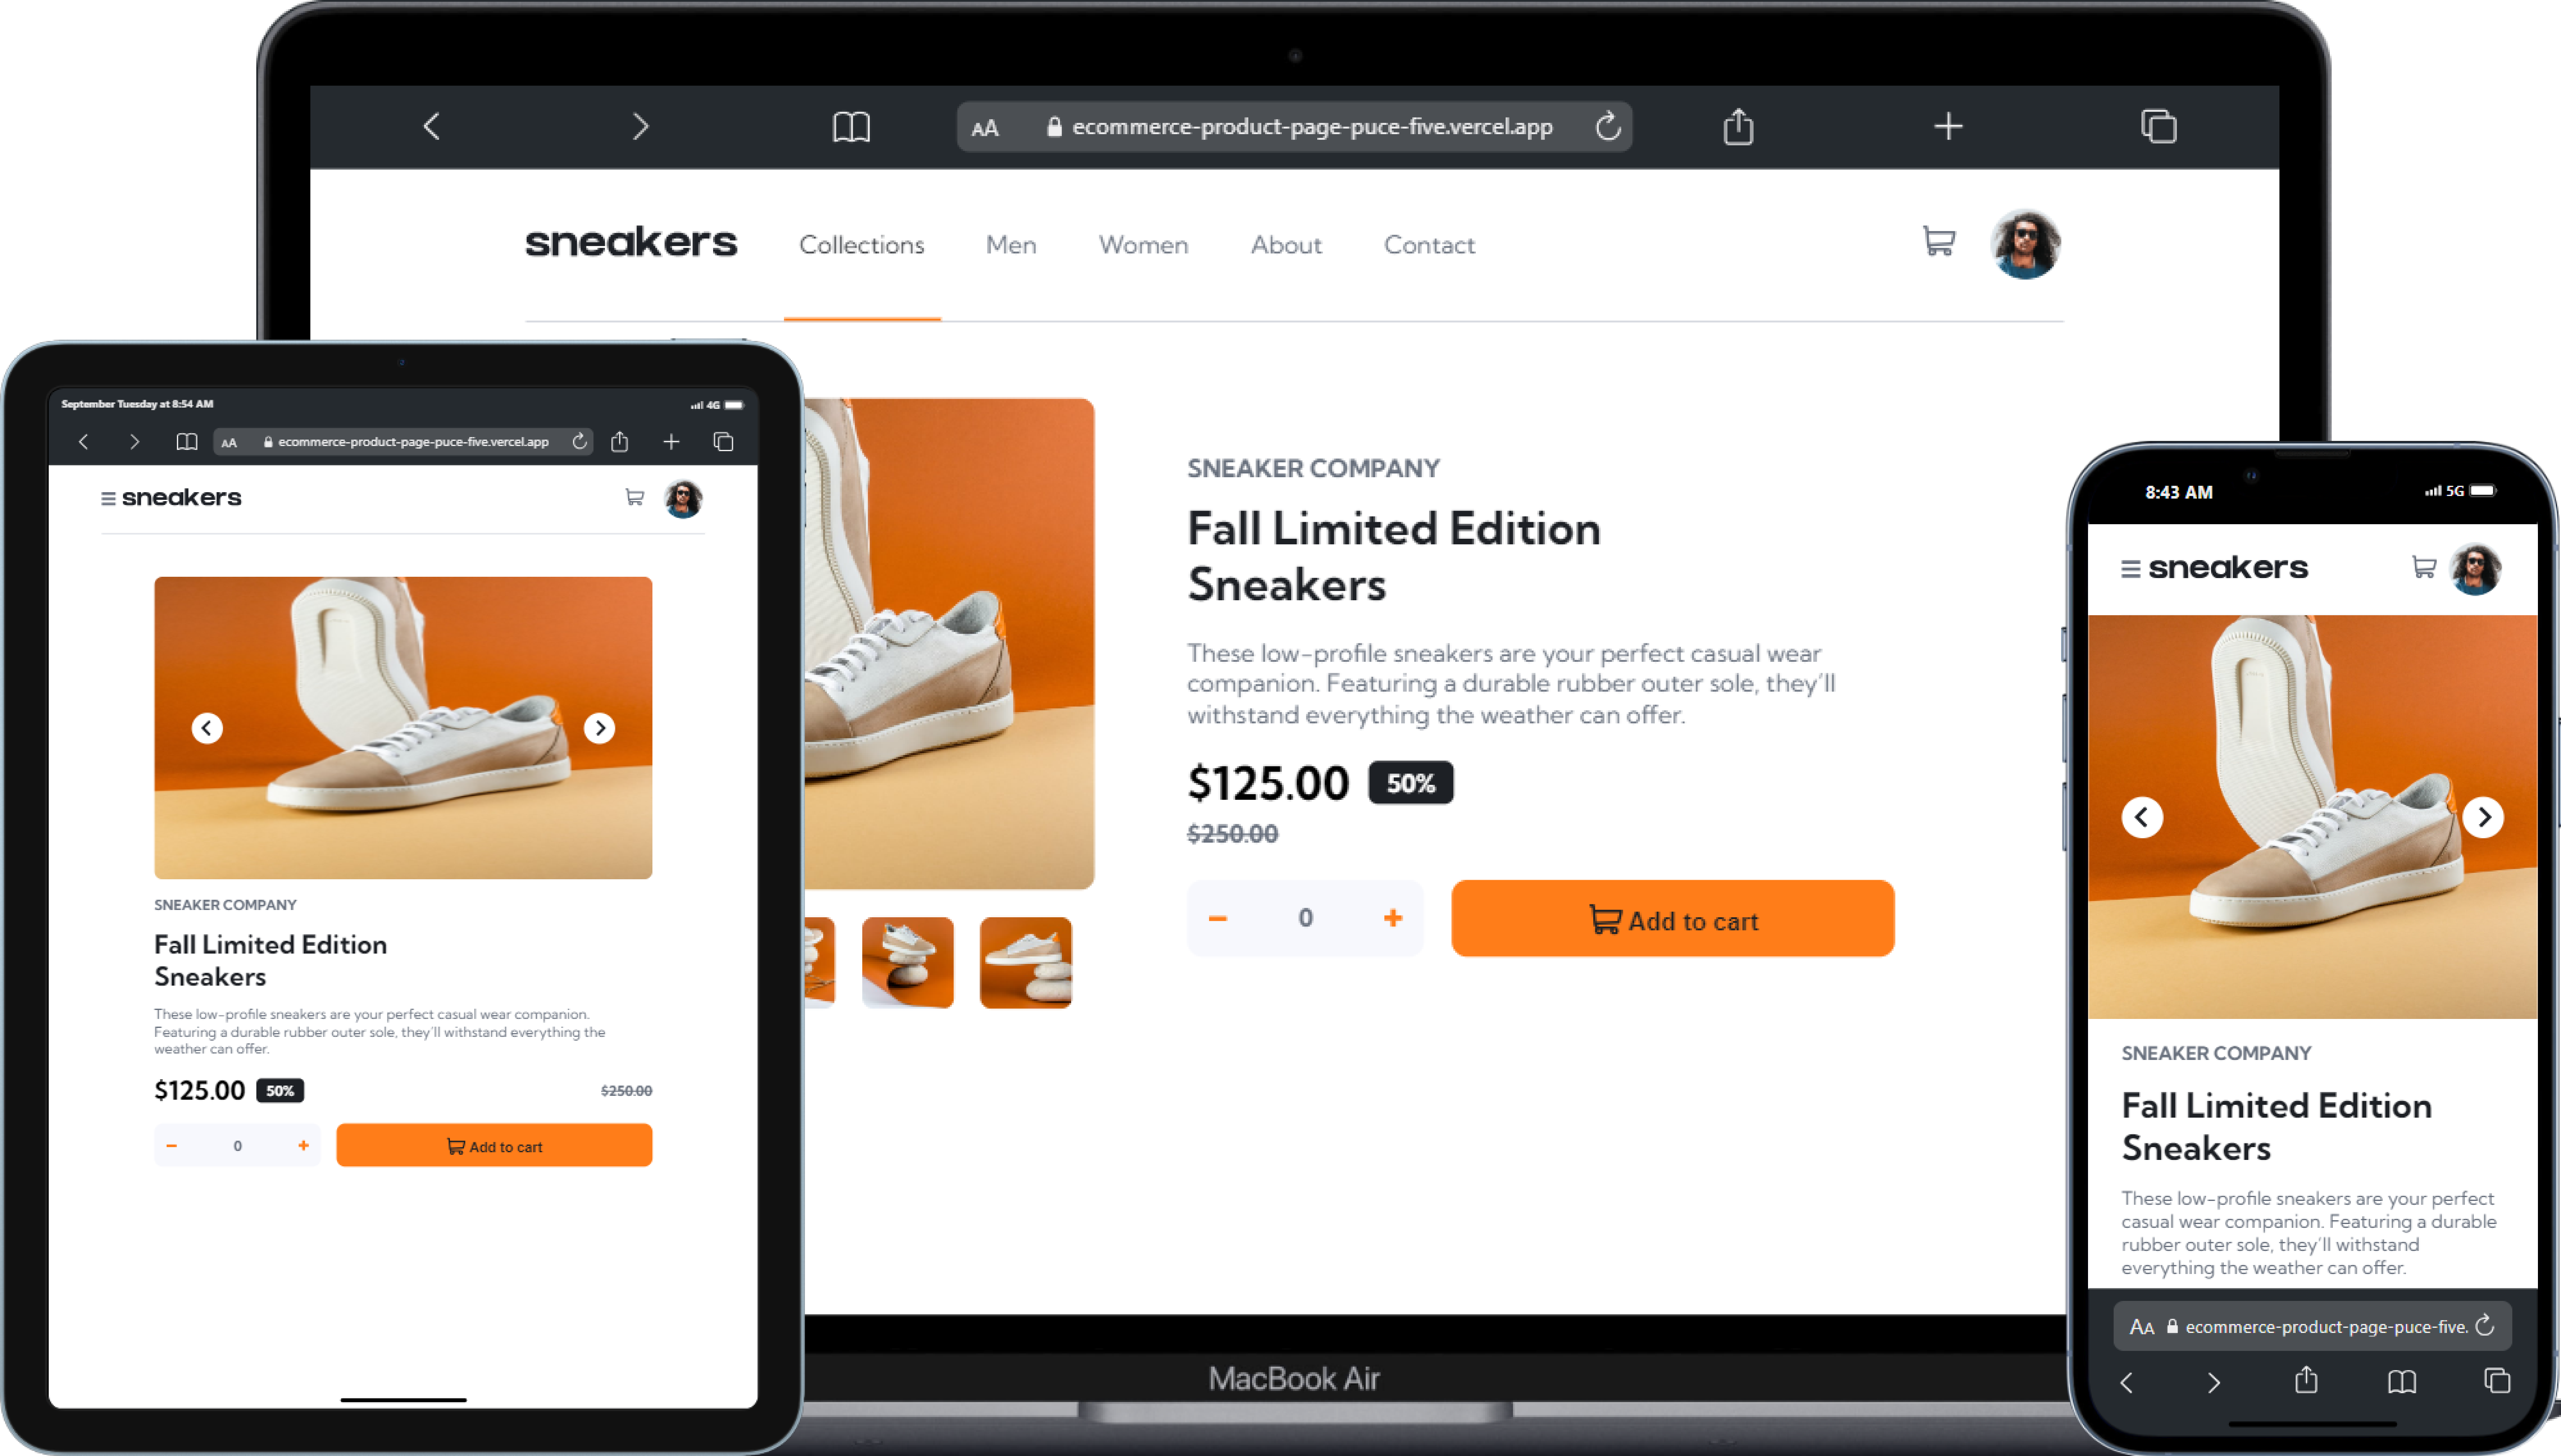 AA ecommerce-product-page-puce-five.vercel.app
sneakers Collections Men Women About Contact
SNEAKER COMPANY
Fall Limited Edition
Sneakers
These low-profile sneakers are your perfect casual wear
companion. Featuring a durable rubber outer sole, they'll
withstand everything the weather can offer.
$125.00 50%
$250.00
0 Add to cart
MacBook Air
September Tuesday at 8:54 AM 4G
AA ecommerce-product-page-puce-five.vercel.app
sneakers
SNEAKER COMPANY
Fall Limited Edition
Sneakers
These low-profile sneakers are your perfect casual wear companion.
Featuring a durable rubber outer sole, they'll withstand everything the
weather can offer.
$125.00 50% $250.00
0 Add to cart
8:43 AM 5G
sneakers
SNEAKER COMPANY
Fall Limited Edition
Sneakers
These low-profile sneakers are your perfect
casual wear companion. Featuring a durable
rubber outer sole, they'll withstand
everything the weather can offer.
AA ecommerce-product-page-puce-five.